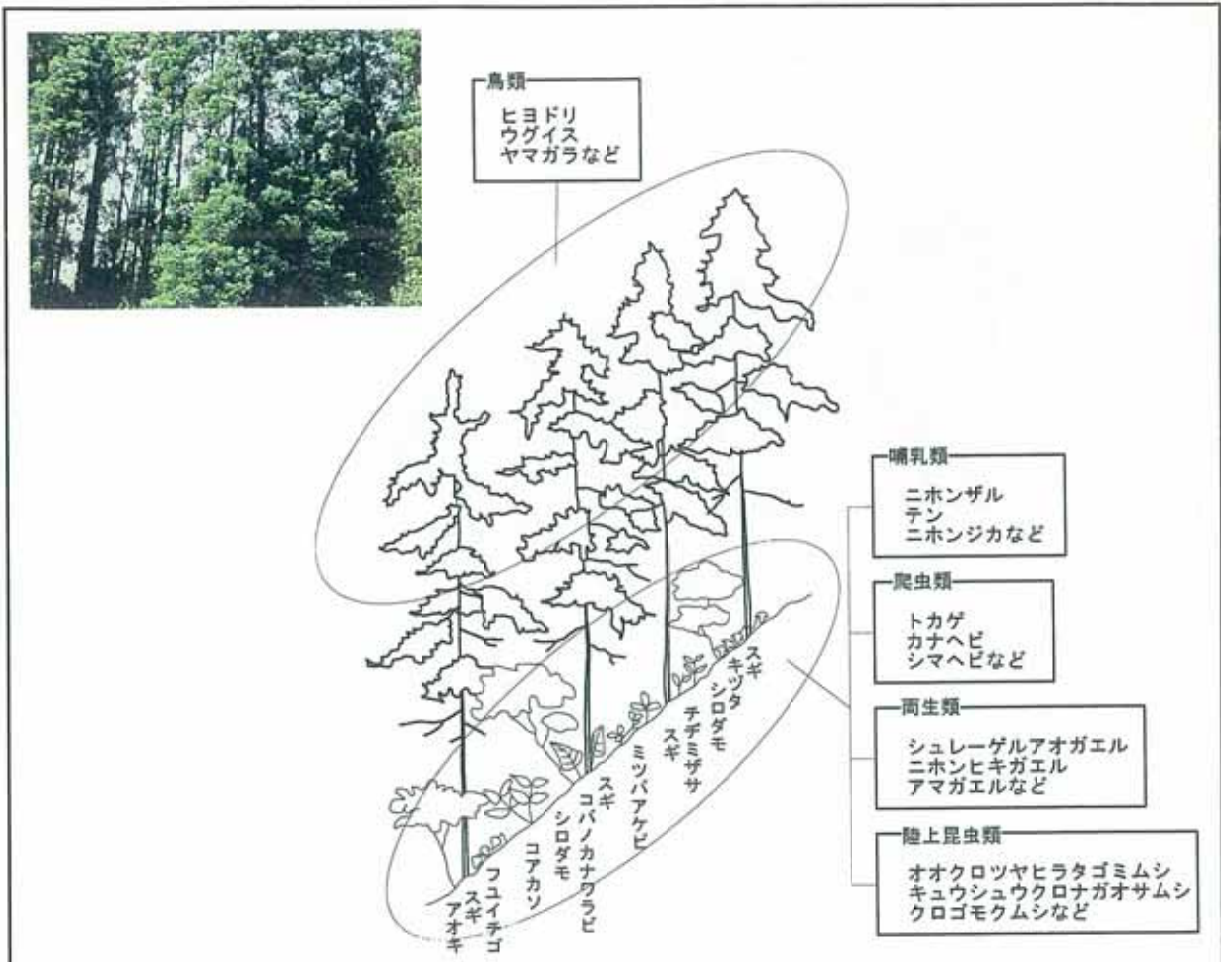 鳥類
ヒヨドリ
ウグイス
ヤマガラなど
哺乳類
ニホンザル
テン
ニホンジカなど
爬虫類
トカゲ
カナヘビ
シマヘビなど
両生類
シュレーゲルアオガエル
ニホンヒキガエル
アマガエルなど
陸上昆虫類
オオクロツヤヒラタゴミムシ
キュウシュウクロナガオサムシ
クロゴモクムシなど
アオキ
スギ
フユイチゴ
コアカソ
シロダモ
コバノカナワラビ
スギ
ミツバアケビ
スギ
チヂミザサ
シロダモ
キヅタ
スギ